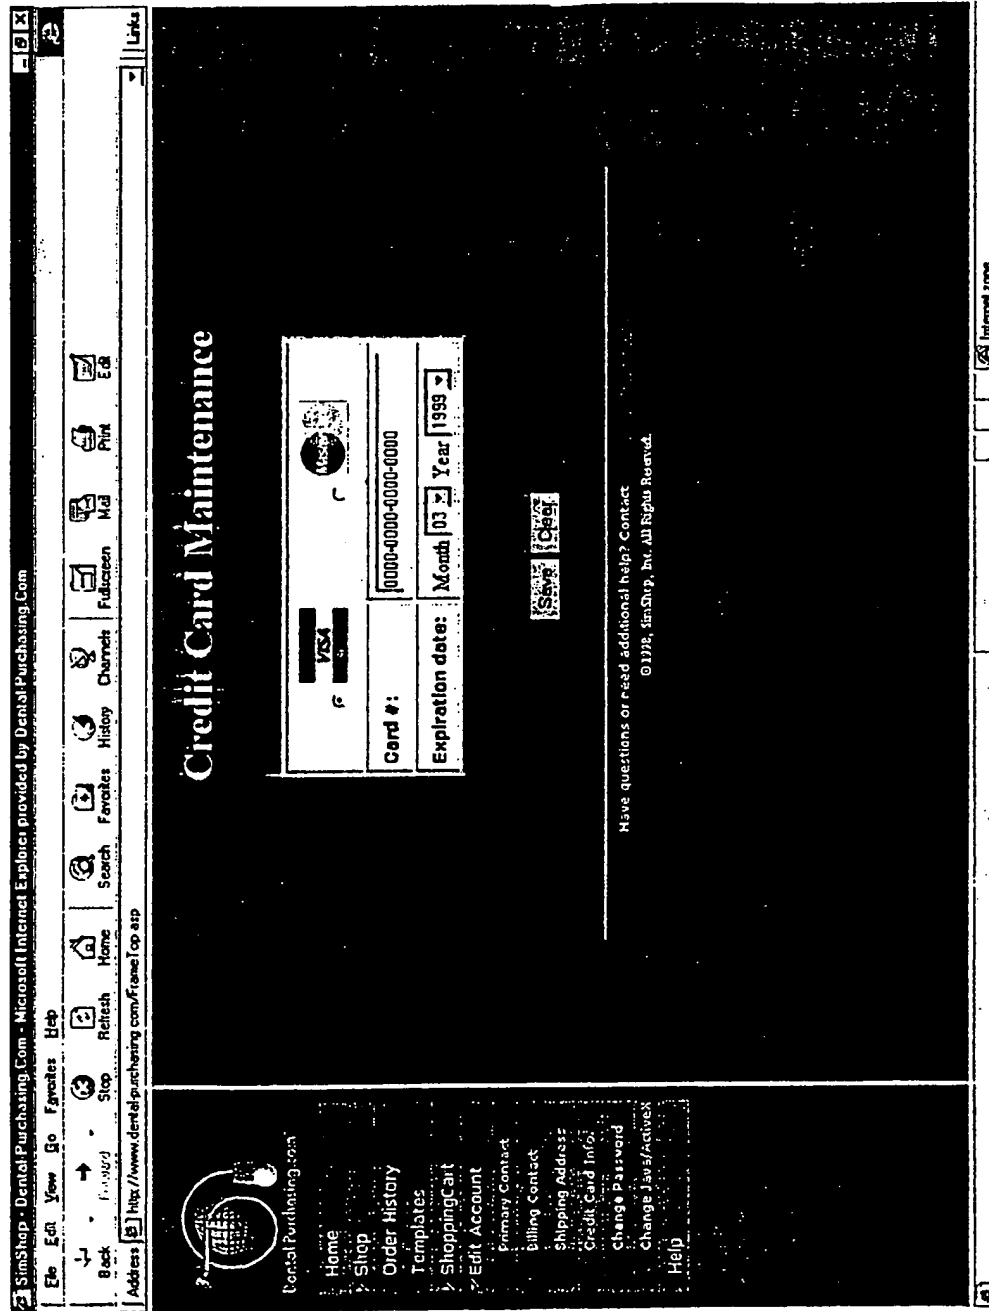 SimShop - Dental Purchasing.Com - Microsoft Internet Explorer provided by Dental-Purchasing.Com
File Edit View Go Favorites Help
Back Forward Stop Refresh Home Search Favorites History Channels Fullscreen Mail Print Edit
Address http://www.dental-purchasing.com/FrameTop.asp Links
Dental Purchasing.com
Home
Shop
Order History
Templates
ShoppingCart
Edit Account
Primary Contact
Billing Contact
Shipping Address
Credit Card Info.
Change Password
Change Java/ActiveX
Help
Credit Card Maintenance
VISA
Card #: 0000-0000-0000-0000
Expiration date: Month 03 Year 1999
Save Clear
Have questions or need additional help? Contact
©1998, SimShop, Inc. All Rights Reserved.
Internet zone